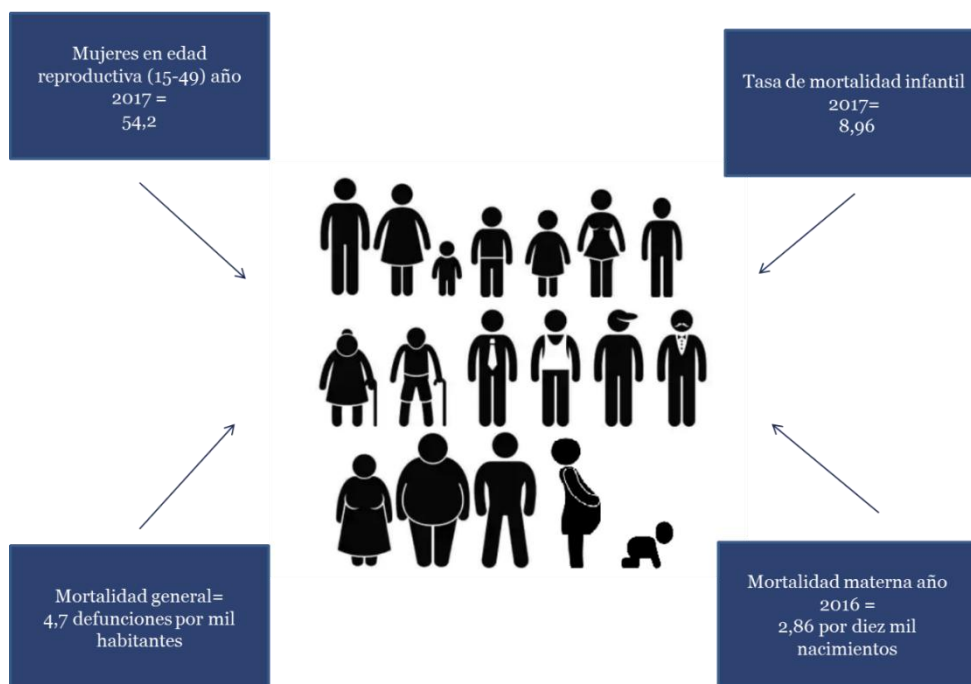 Mujeres en edad
reproductiva (15-49) año
2017 =
54,2
Tasa de mortalidad infantil
2017=
8,96
Mortalidad general=
4,7 defunciones por mil
habitantes
Mortalidad materna año
2016 =
2,86 por diez mil
nacimientos